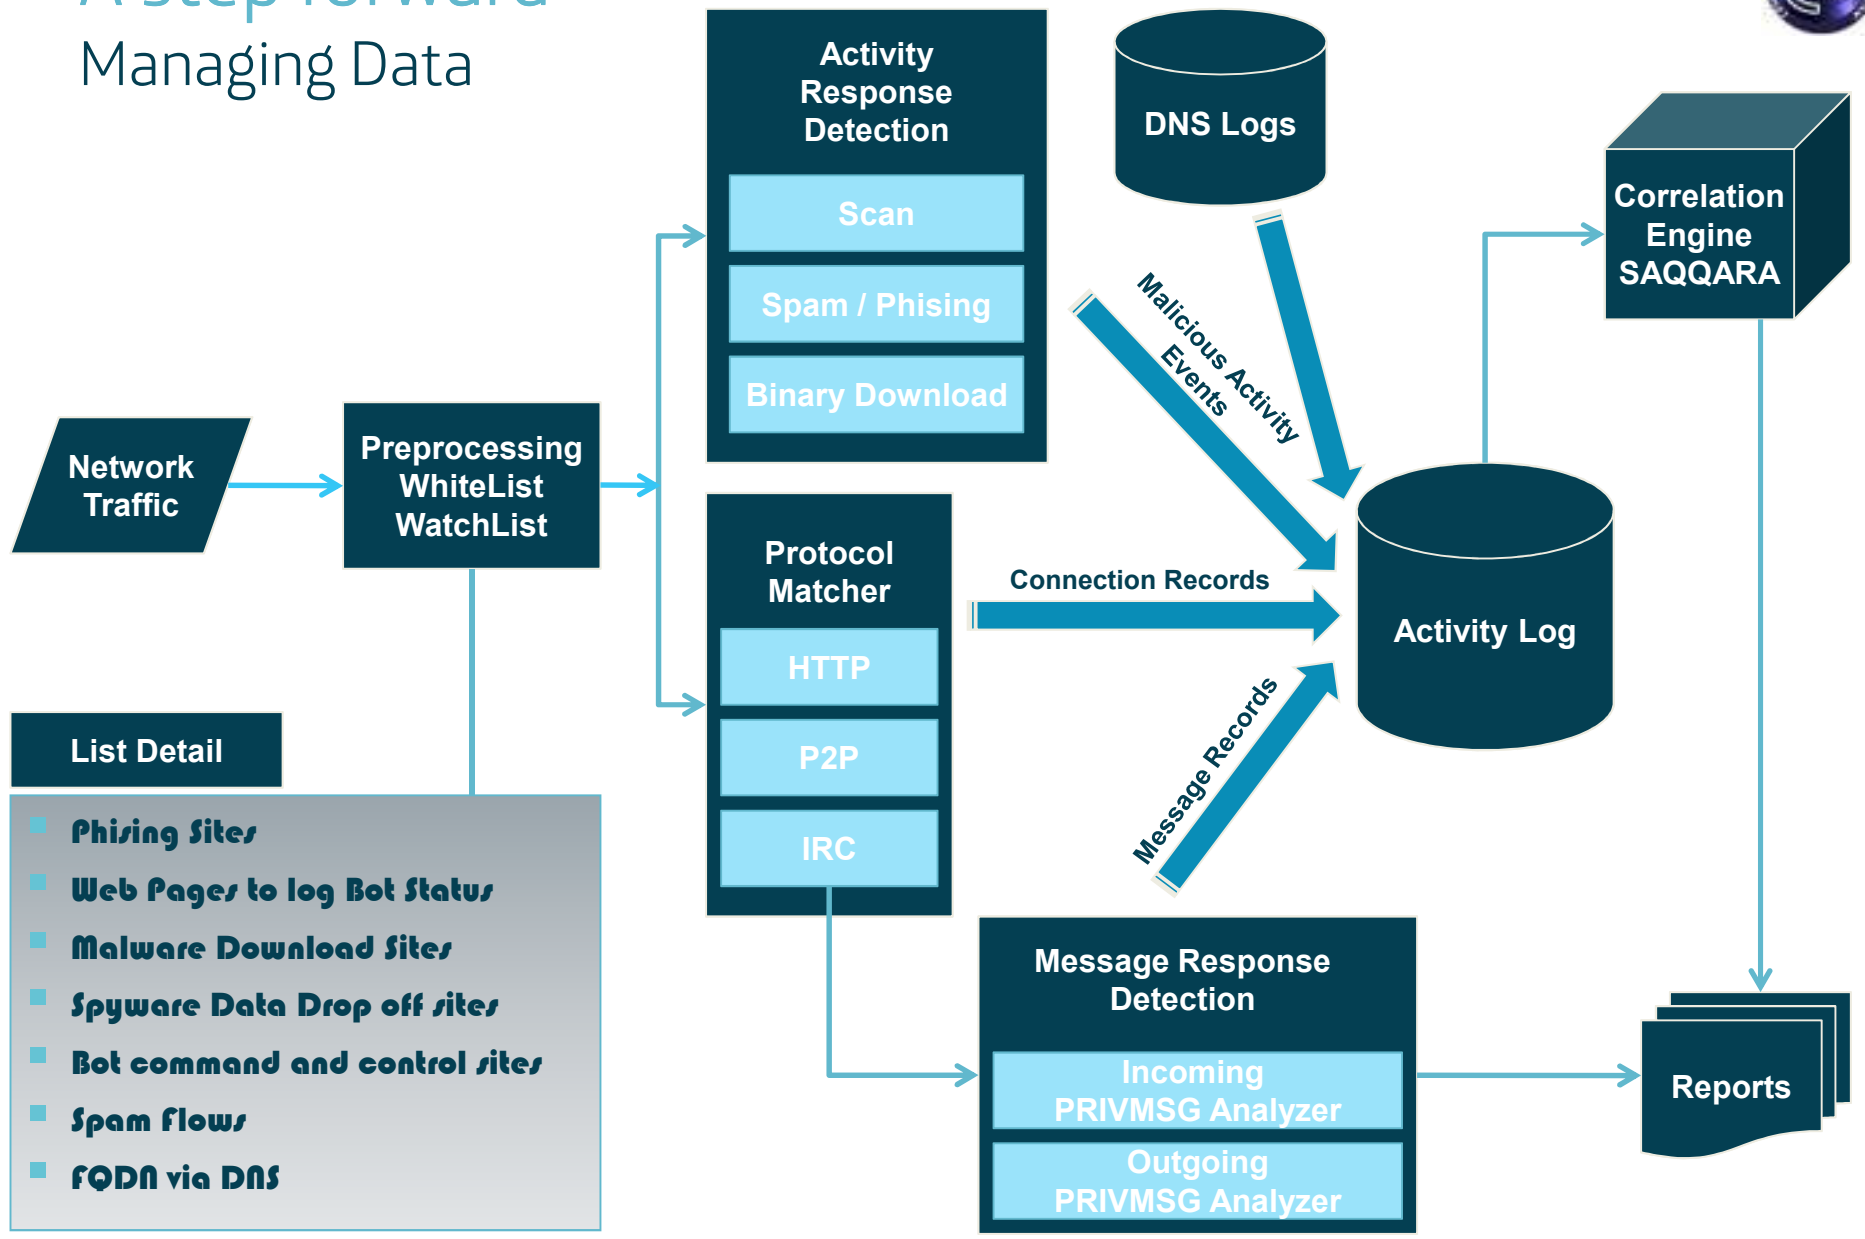 A step forward
Managing Data
Activity
Response
Detection
Scan
Spam / Phising
Binary Download
DNS Logs
Correlation
Engine
SAQQARA
Malicious Activity
Events
Network
Traffic
Preprocessing
WhiteList
WatchList
Protocol
Matcher
HTTP
P2P
IRC
Connection Records
Activity Log
Message Records
List Detail
Phising Sites
Web Pages to log Bot Status
Malware Download Sites
Spyware Data Drop off sites
Bot command and control sites
Spam Flows
FQDN via DNS
Message Response
Detection
Incoming
PRIVMSG Analyzer
Outgoing
PRIVMSG Analyzer
Reports